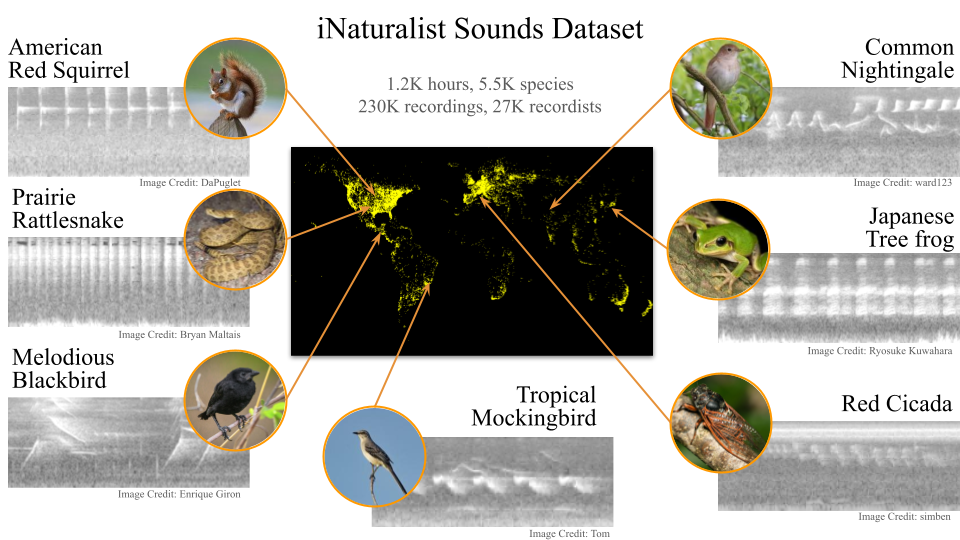 iNaturalist Sounds Dataset
1.2K hours, 5.5K species
230K recordings, 27K recordists
American
Red Squirrel
Image Credit: DaPuglet
Prairie
Rattlesnake
Image Credit: Bryan Maltais
Melodious
Blackbird
Image Credit: Enrique Giron
Tropical
Mockingbird
Image Credit: Tom
Common
Nightingale
Image Credit: ward123
Japanese
Tree frog
Image Credit: Ryosuke Kuwahara
Red Cicada
Image Credit: simben